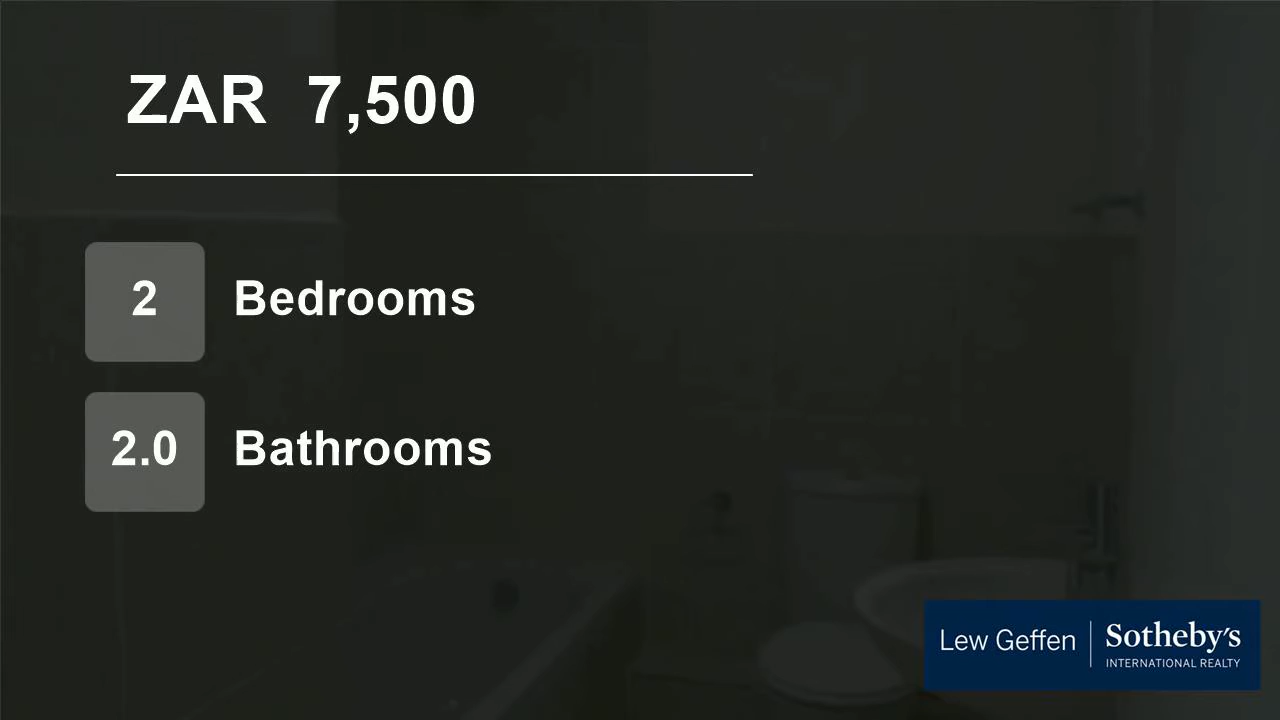 ZAR 7,500
2 Bedrooms
2.0 Bathrooms
Lew Geffen | Sotheby's
INTERNATIONAL REALTY